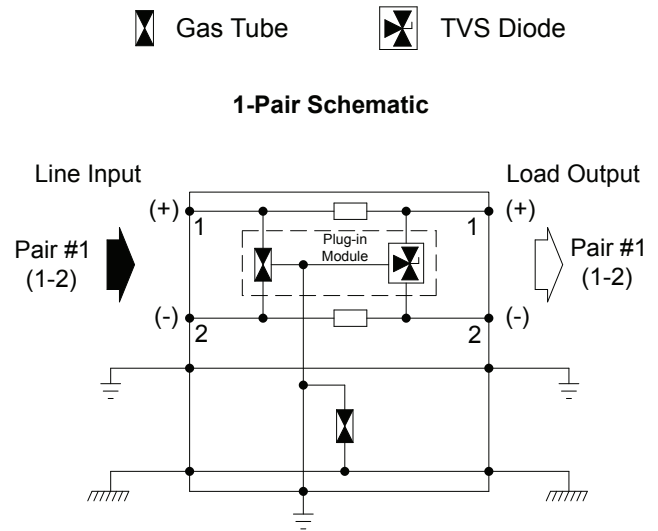 Gas Tube
TVS Diode
1-Pair Schematic
Line Input
Load Output
(+)
1
1
(+)
Pair #1
(1-2)
Plug-in
Module
Pair #1
(1-2)
(-)
2
2
(-)